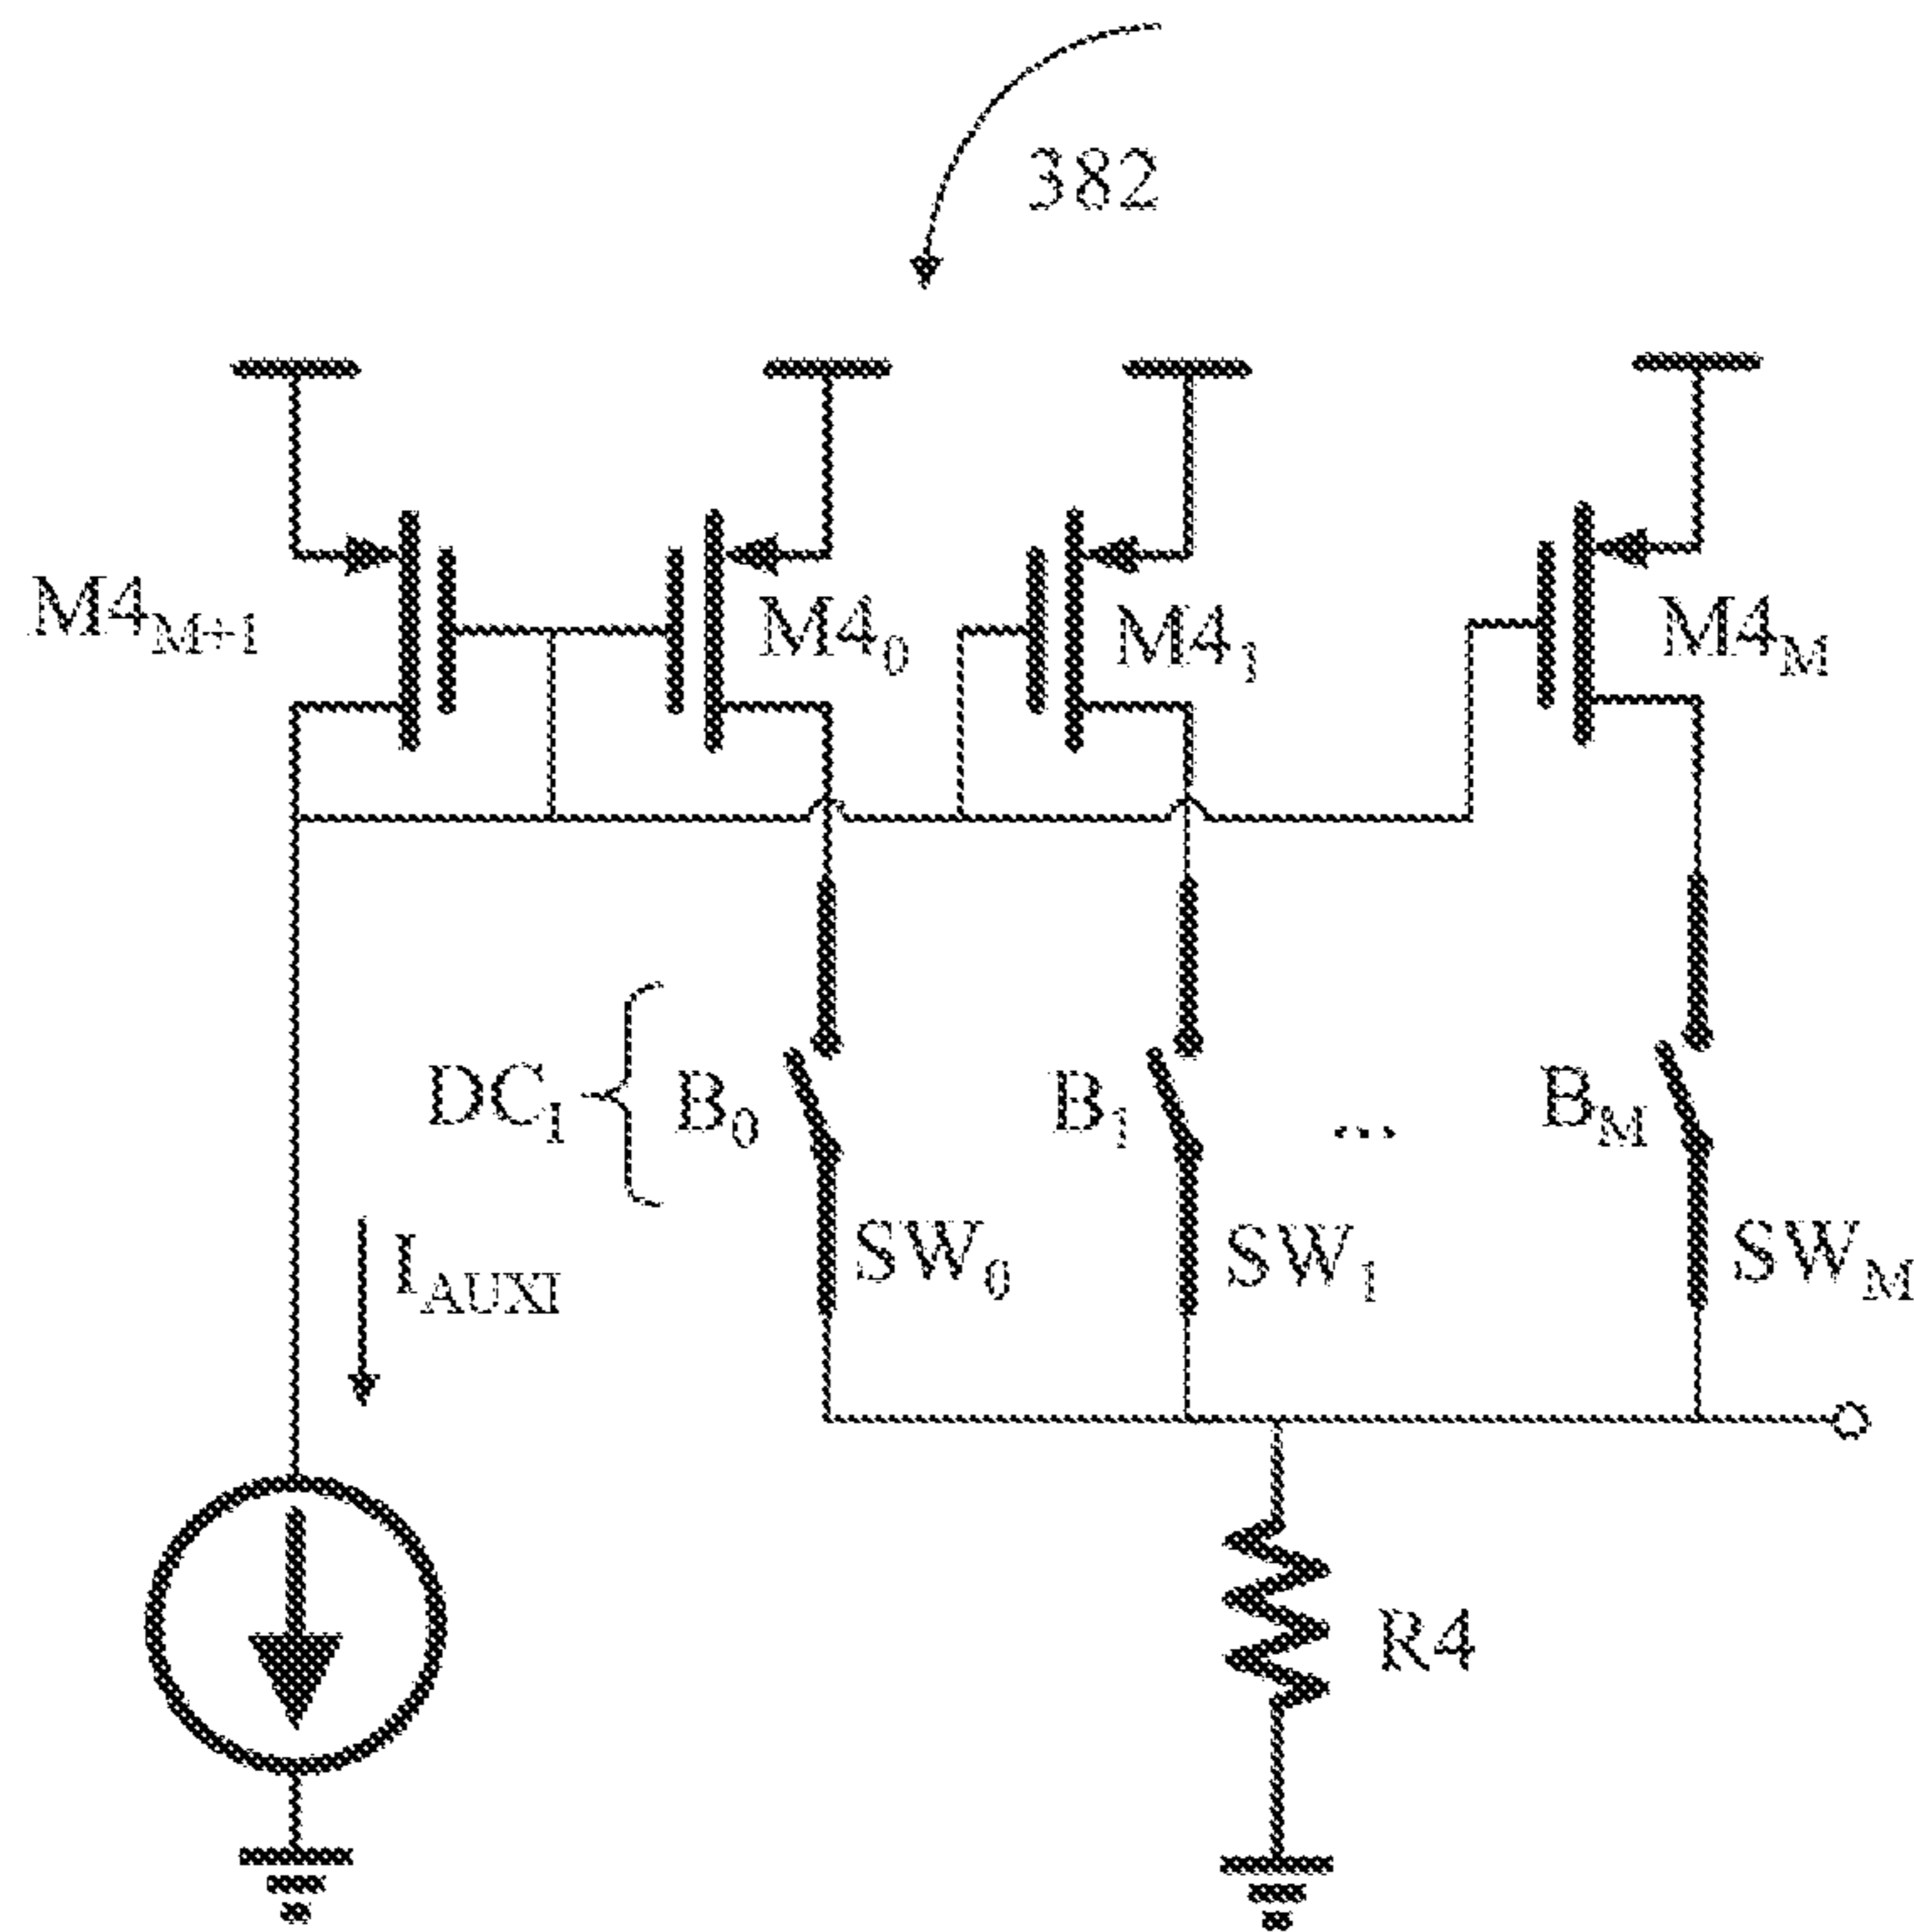 382
M4M+1
M40
M41
M4M
DCI
B0
B1
...
BM
IAUXI
SW0
SW1
SWM
R4